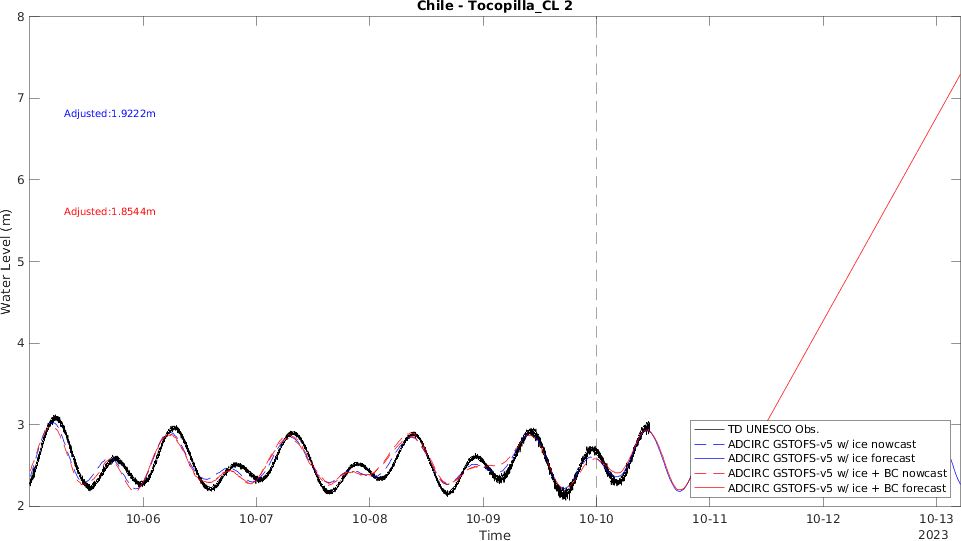 Chile - Tocopilla_CL 2
8
7
6
5
4
3
2
Water Level (m)
Adjusted:1.9222m
Adjusted:1.8544m
TD UNESCO Obs.
ADCIRC GSTOFS-v5 w/ ice nowcast
ADCIRC GSTOFS-v5 w/ ice forecast
ADCIRC GSTOFS-v5 w/ ice + BC nowcast
ADCIRC GSTOFS-v5 w/ ice + BC forecast
10-06 10-07 10-08 10-09 10-10 10-11 10-12 10-13
Time
2023